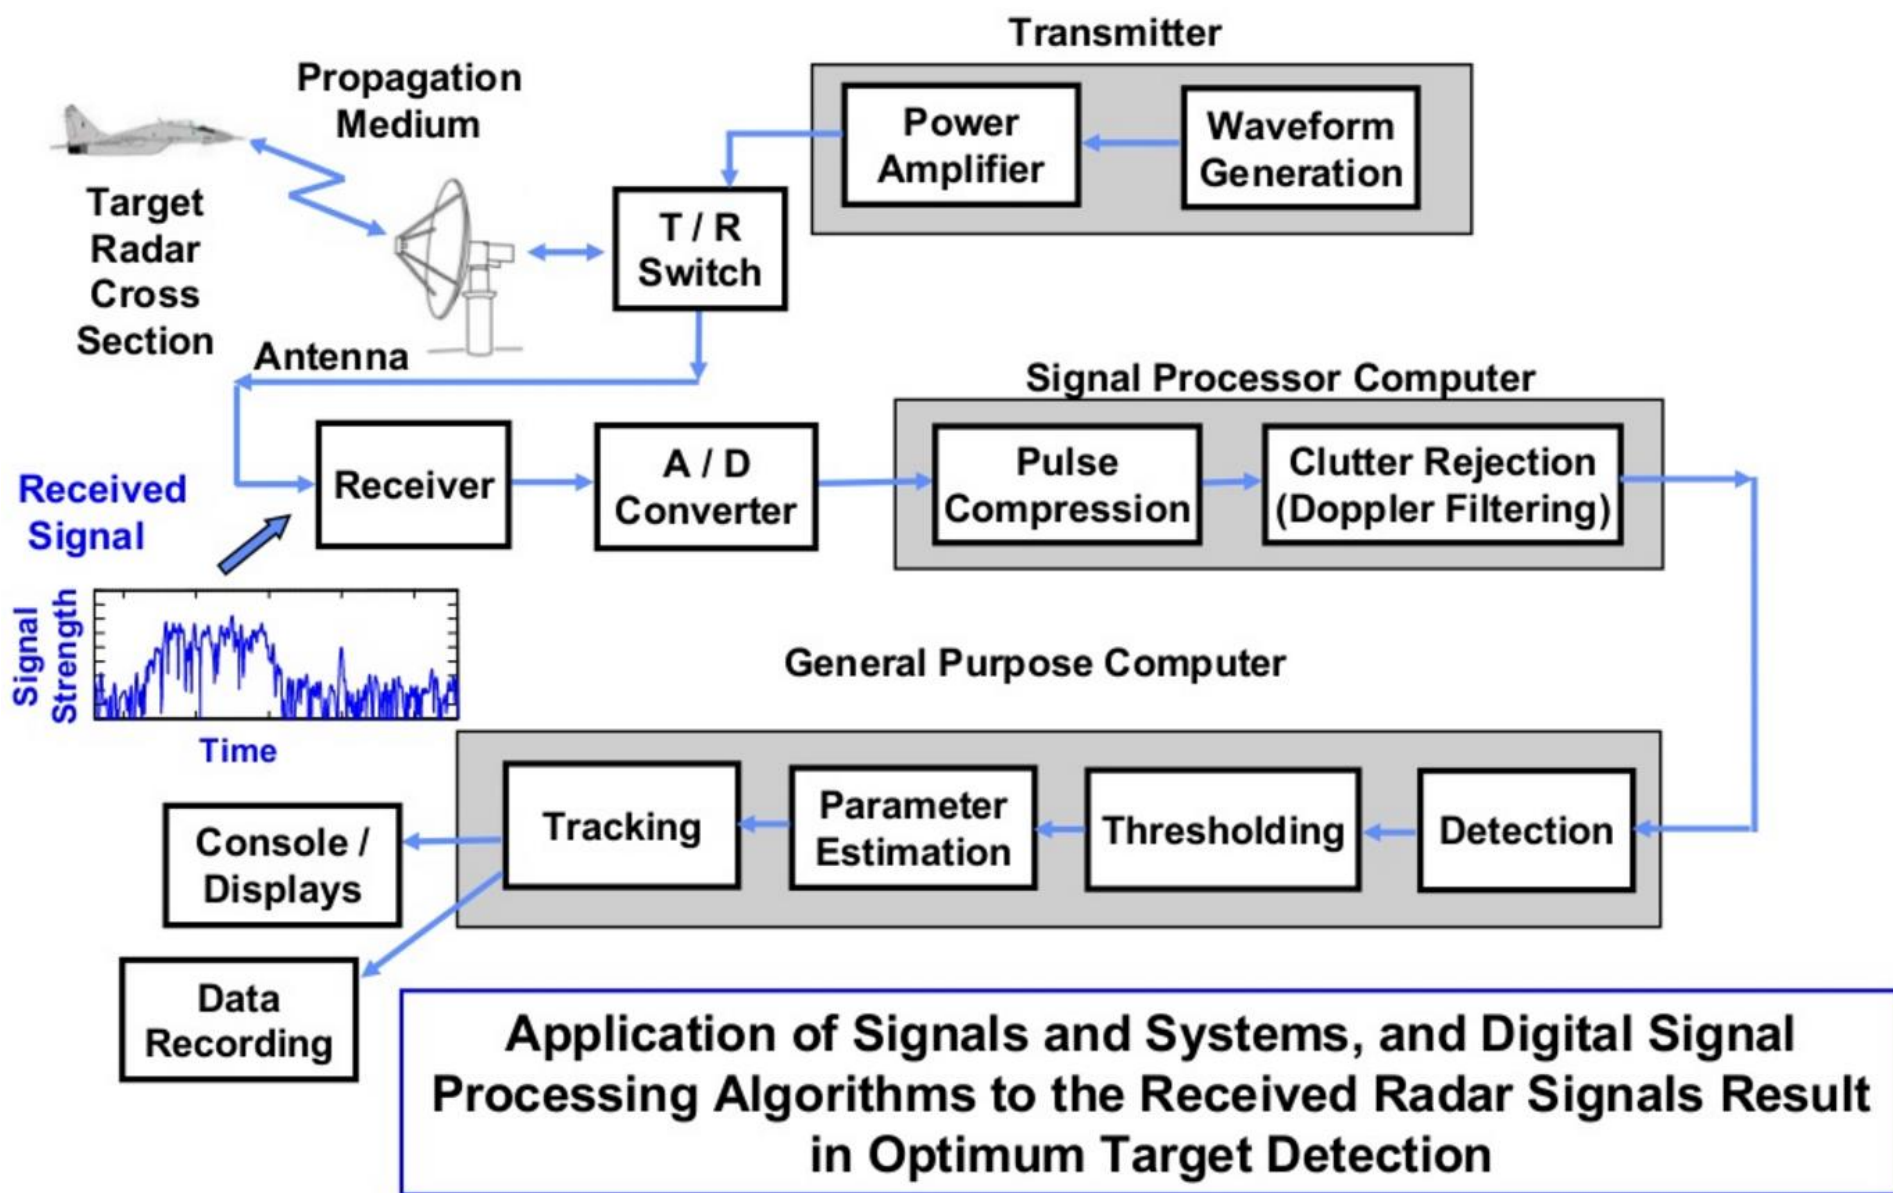 Transmitter
Propagation
Medium
Power
Amplifier
Waveform
Generation
Target
Radar
Cross
Section
T / R
Switch
Antenna
Signal Processor Computer
Received
Signal
Receiver
A / D
Converter
Pulse
Compression
Clutter Rejection
(Doppler Filtering)
Signal
Strength
Time
General Purpose Computer
Tracking
Parameter
Estimation
Thresholding
Detection
Console /
Displays
Data
Recording
Application of Signals and Systems, and Digital Signal
Processing Algorithms to the Received Radar Signals Result
in Optimum Target Detection